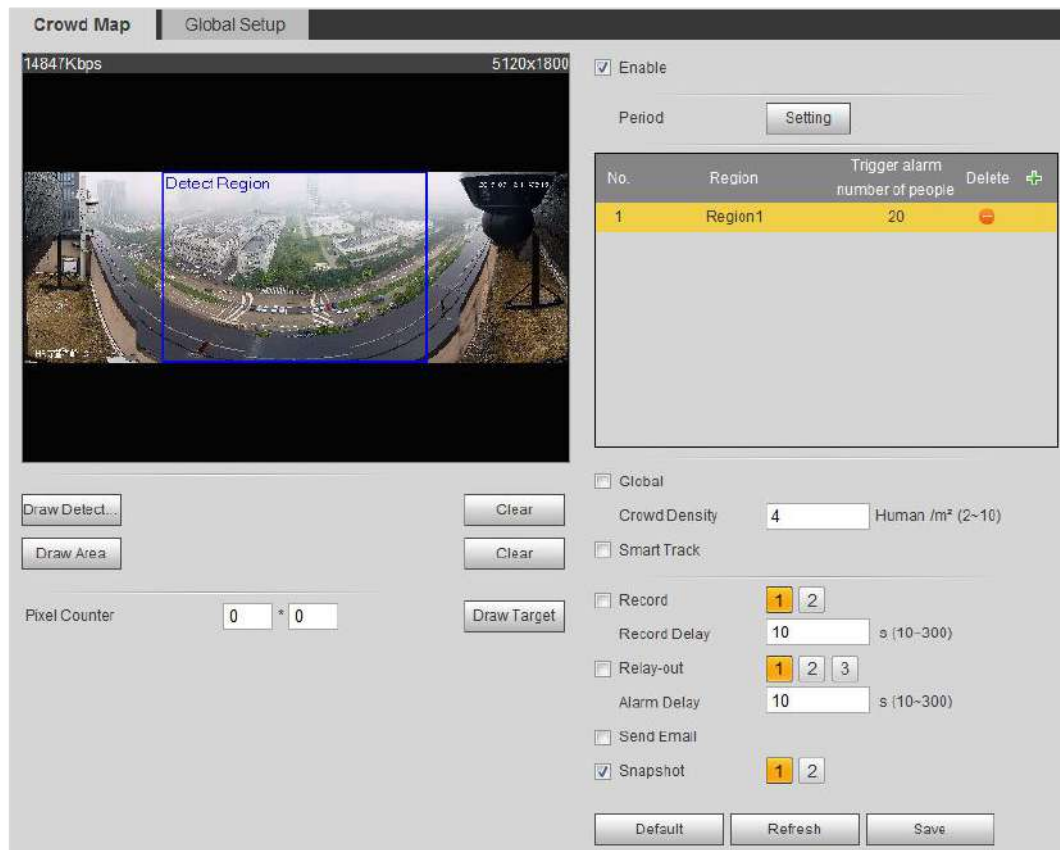 Crowd Map
Global Setup
14847Kbps
5120x1800
Detect Region
Draw Detect...
Clear
Draw Area
Clear
Pixel Counter
0 * 0
Draw Target
Enable
Period
Setting
No. Region Trigger alarm number of people Delete
1 Region1 20
Global
Crowd Density 4 Human /m² (2~10)
Smart Track
Record 1 2
Record Delay 10 s (10~300)
Relay-out 1 2 3
Alarm Delay 10 s (10~300)
Send Email
Snapshot 1 2
Default Refresh Save